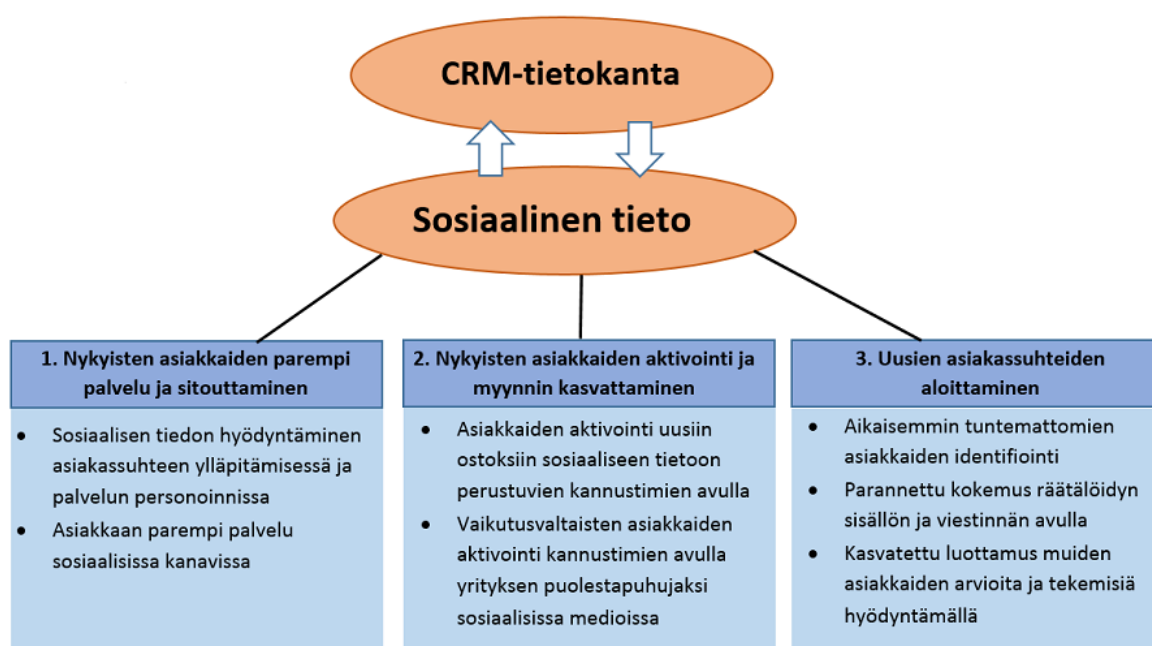 CRM-tietokanta
Sosiaalinen tieto
1. Nykyisten asiakkaiden parempi
palvelu ja sitouttaminen
• Sosiaalisen tiedon hyödyntäminen
asiakassuhteen ylläpitämisessä ja
palvelun personoinnissa
• Asiakkaan parempi palvelu
sosiaalisissa kanavissa
2. Nykyisten asiakkaiden aktivointi ja
myynnin kasvattaminen
• Asiakkaiden aktivointi uusiin
ostoksiin sosiaaliseen tietoon
perustuvien kannustimien avulla
• Vaikutusvaltaisten asiakkaiden
aktivointi kannustimien avulla
yrityksen puolestapuhujaksi
sosiaalisissa medioissa
3. Uusien asiakassuhteiden
aloittaminen
• Aikaisemmin tuntemattomien
asiakkaiden identifiointi
• Parannettu kokemus räätälöidyn
sisällön ja viestinnän avulla
• Kasvatettu luottamus muiden
asiakkaiden arvioita ja tekemisiä
hyödyntämällä